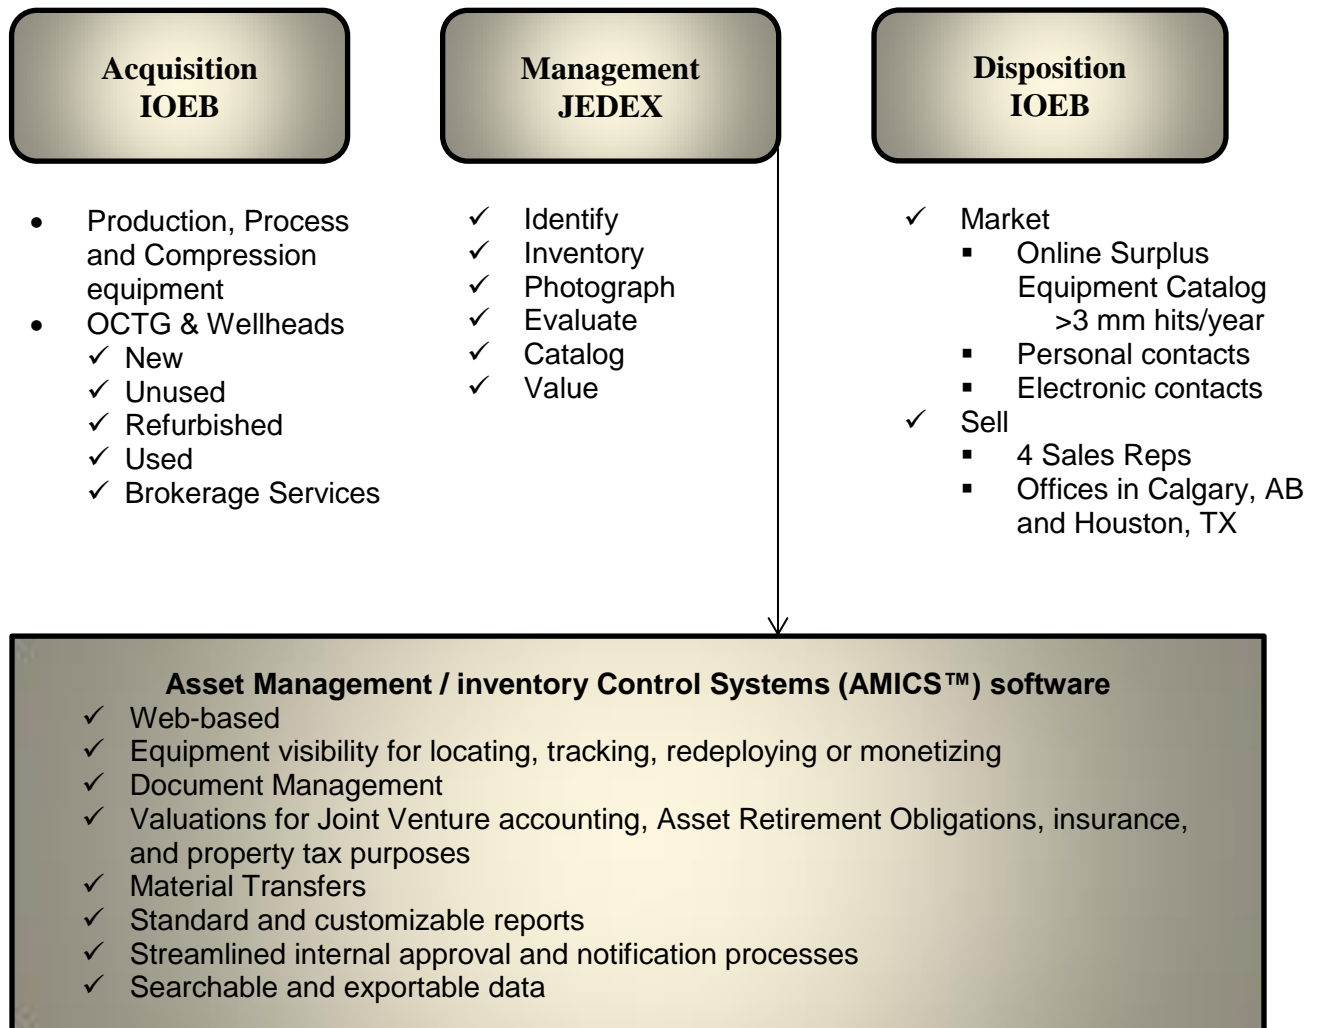 Acquisition
IOEB
Management
JEDEX
Disposition
IOEB
• Production, Process
and Compression
equipment
• OCTG & Wellheads
✓ New
✓ Unused
✓ Refurbished
✓ Used
✓ Brokerage Services
✓ Identify
✓ Inventory
✓ Photograph
✓ Evaluate
✓ Catalog
✓ Value
✓ Market
▪ Online Surplus
Equipment Catalog
>3 mm hits/year
▪ Personal contacts
▪ Electronic contacts
✓ Sell
▪ 4 Sales Reps
▪ Offices in Calgary, AB
and Houston, TX
Asset Management / inventory Control Systems (AMICS™) software
✓ Web-based
✓ Equipment visibility for locating, tracking, redeploying or monetizing
✓ Document Management
✓ Valuations for Joint Venture accounting, Asset Retirement Obligations, insurance,
and property tax purposes
✓ Material Transfers
✓ Standard and customizable reports
✓ Streamlined internal approval and notification processes
✓ Searchable and exportable data